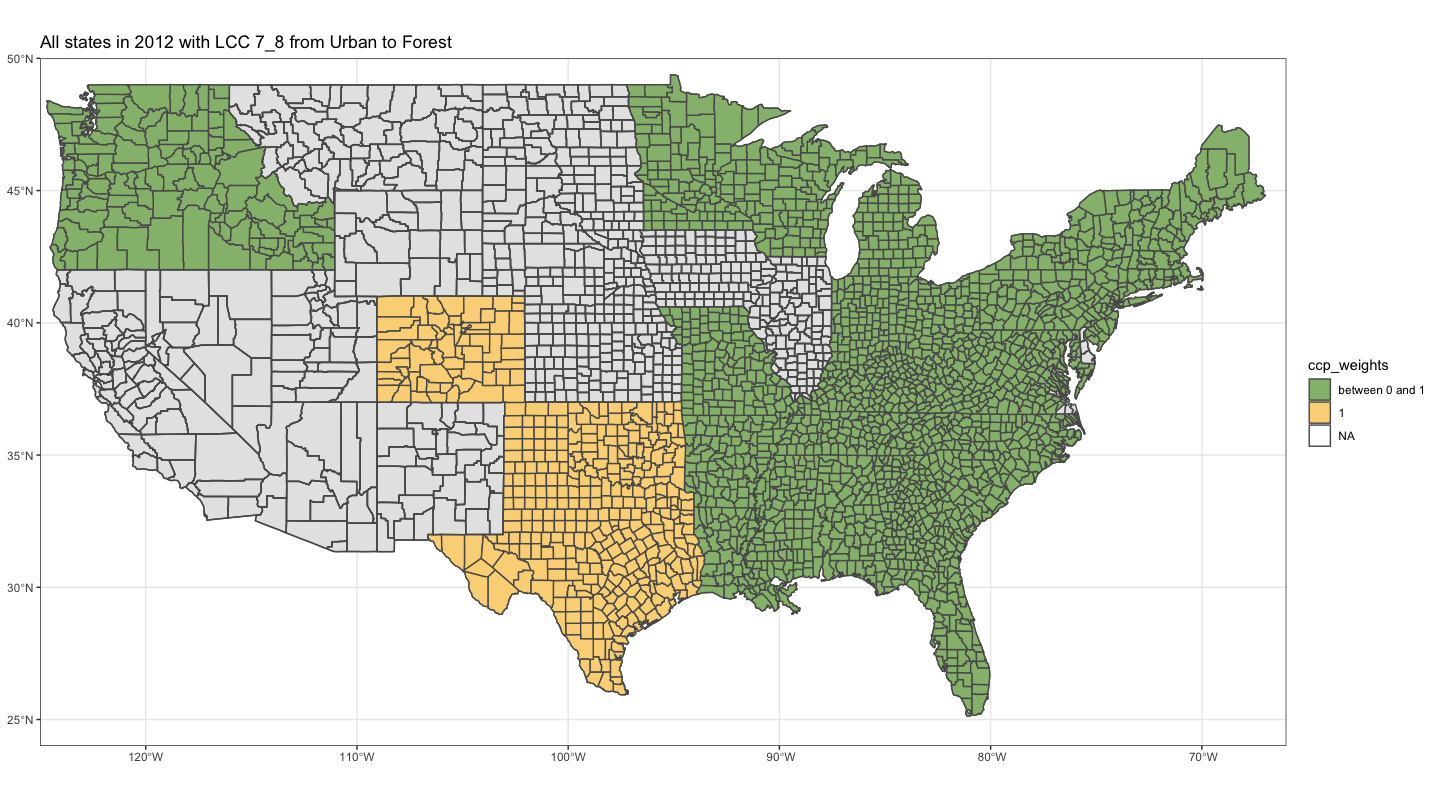 All states in 2012 with LCC 7_8 from Urban to Forest
50°N
45°N
40°N
35°N
30°N
25°N
120°W
110°W
100°W
90°W
80°W
70°W
ccp_weights
between 0 and 1
1
NA